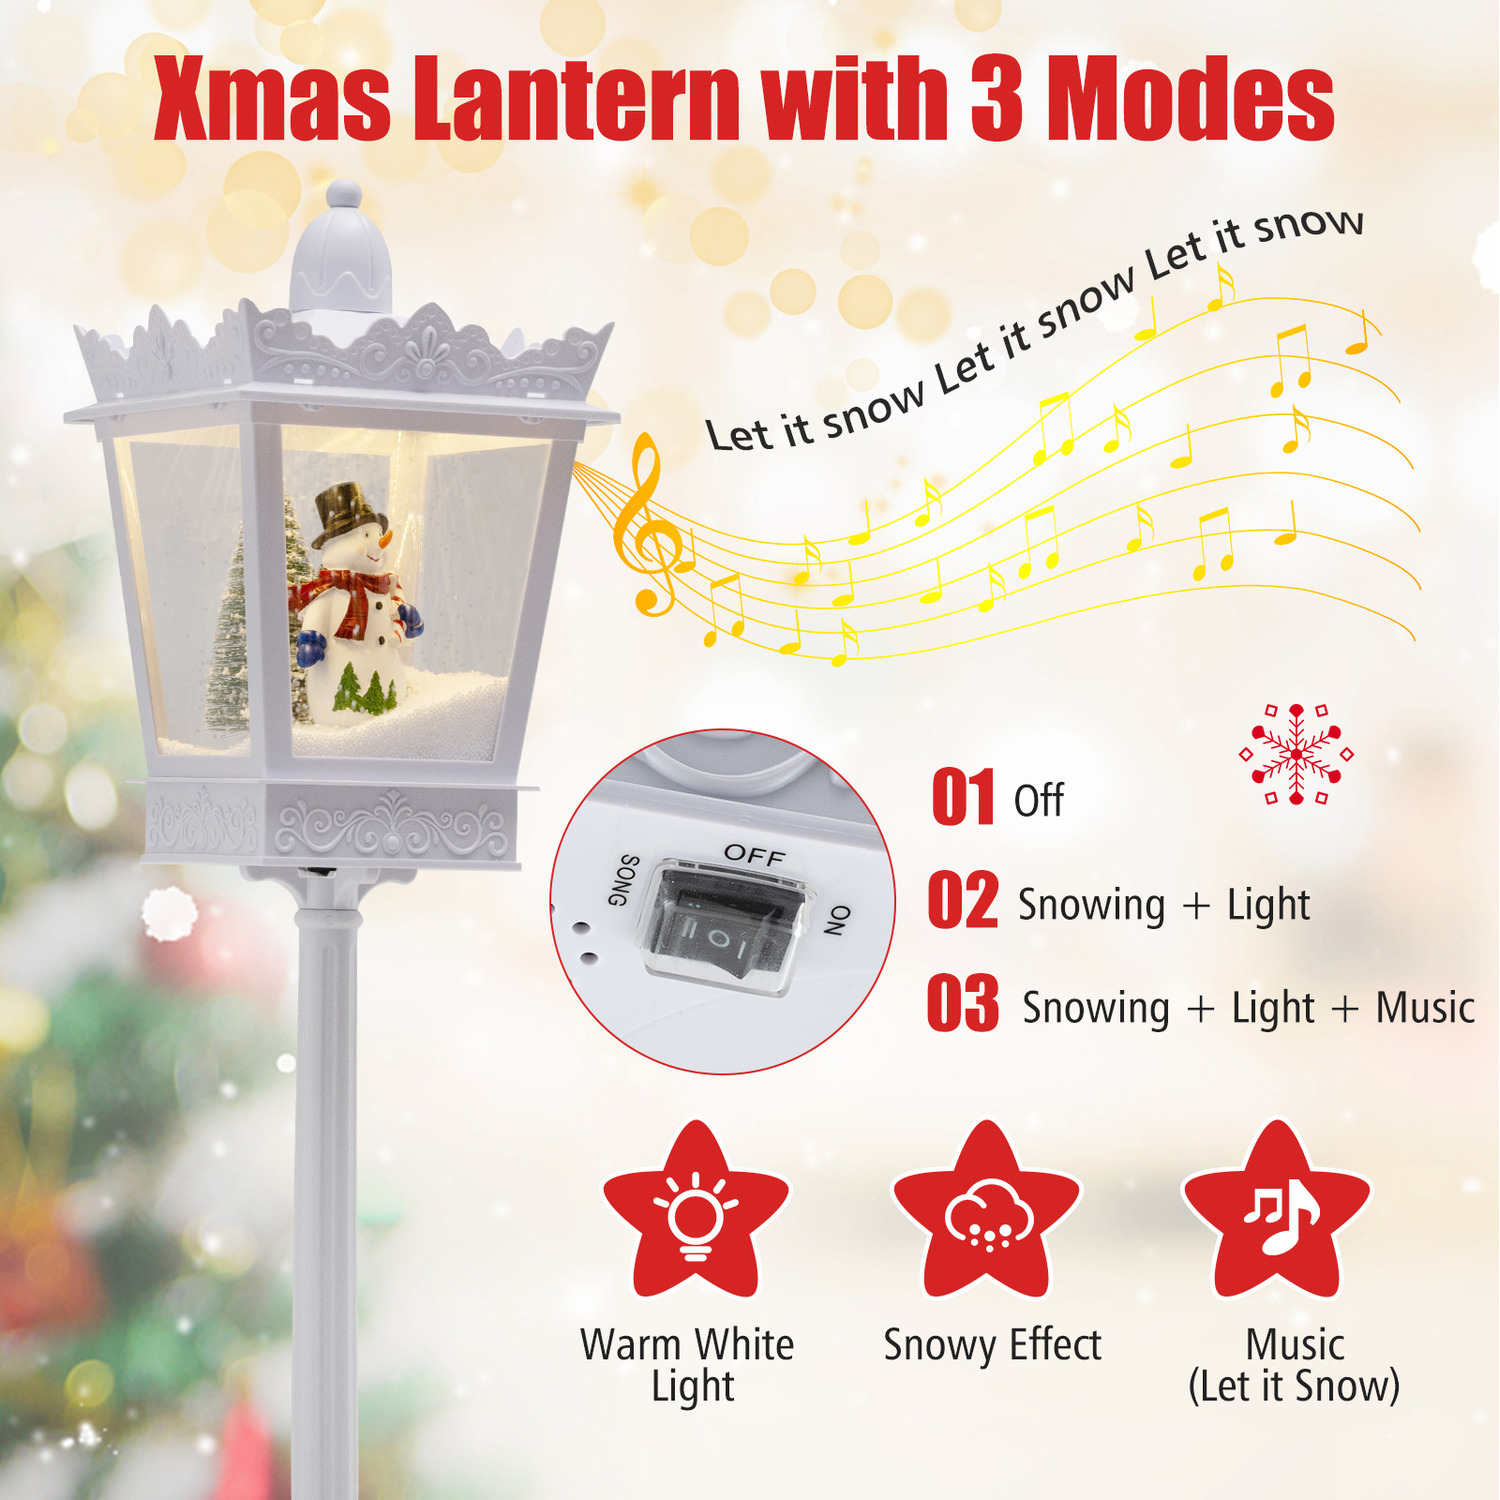 Xmas Lantern with 3 Modes
Let it snow Let it snow Let it snow
OFF
SONG
ON
01 Off
02 Snowing + Light
03 Snowing + Light + Music
Warm White
Light
Snowy Effect
Music
(Let it Snow)